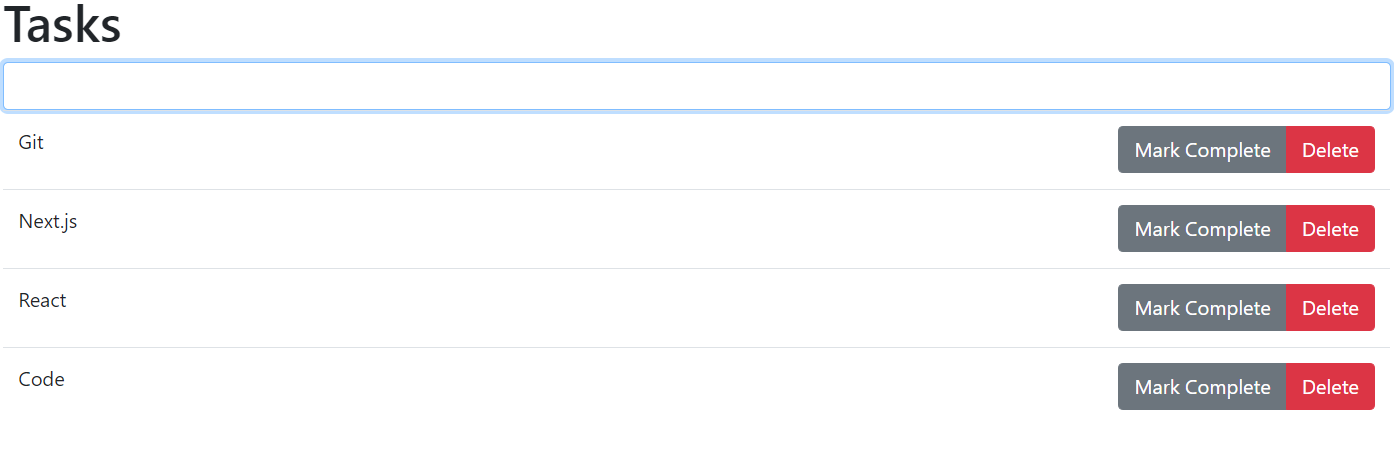 Tasks
Git Mark Complete Delete
Next.js Mark Complete Delete
React Mark Complete Delete
Code Mark Complete Delete